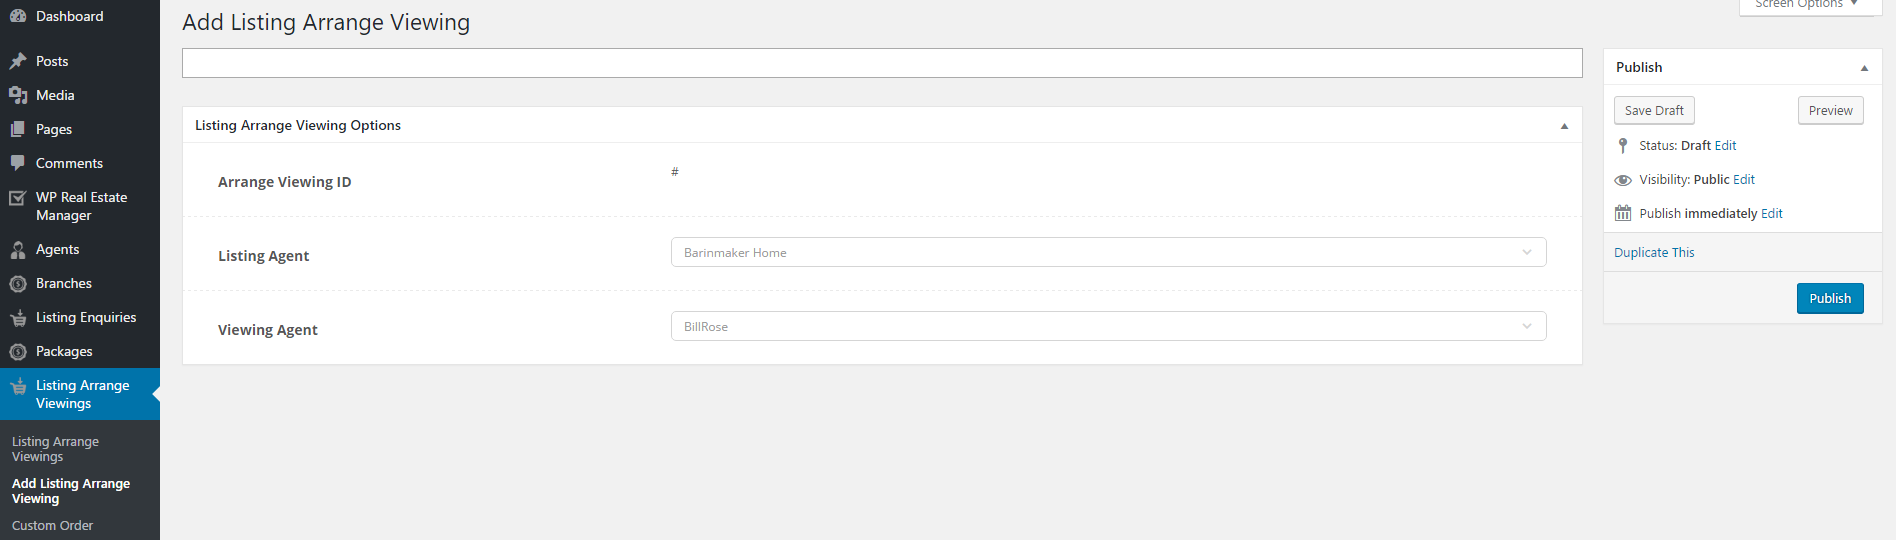 Dashboard
Posts
Media
Pages
Comments
WP Real Estate
Manager
Agents
Branches
Listing Enquiries
Packages
Listing Arrange
Viewings
Listing Arrange
Viewings
Add Listing Arrange
Viewing
Custom Order
Screen Options
Add Listing Arrange Viewing
Listing Arrange Viewing Options
Arrange Viewing ID
#
Listing Agent
Barinmaker Home
Viewing Agent
BillRose
Publish
Save Draft
Preview
Status: Draft Edit
Visibility: Public Edit
Publish immediately Edit
Duplicate This
Publish